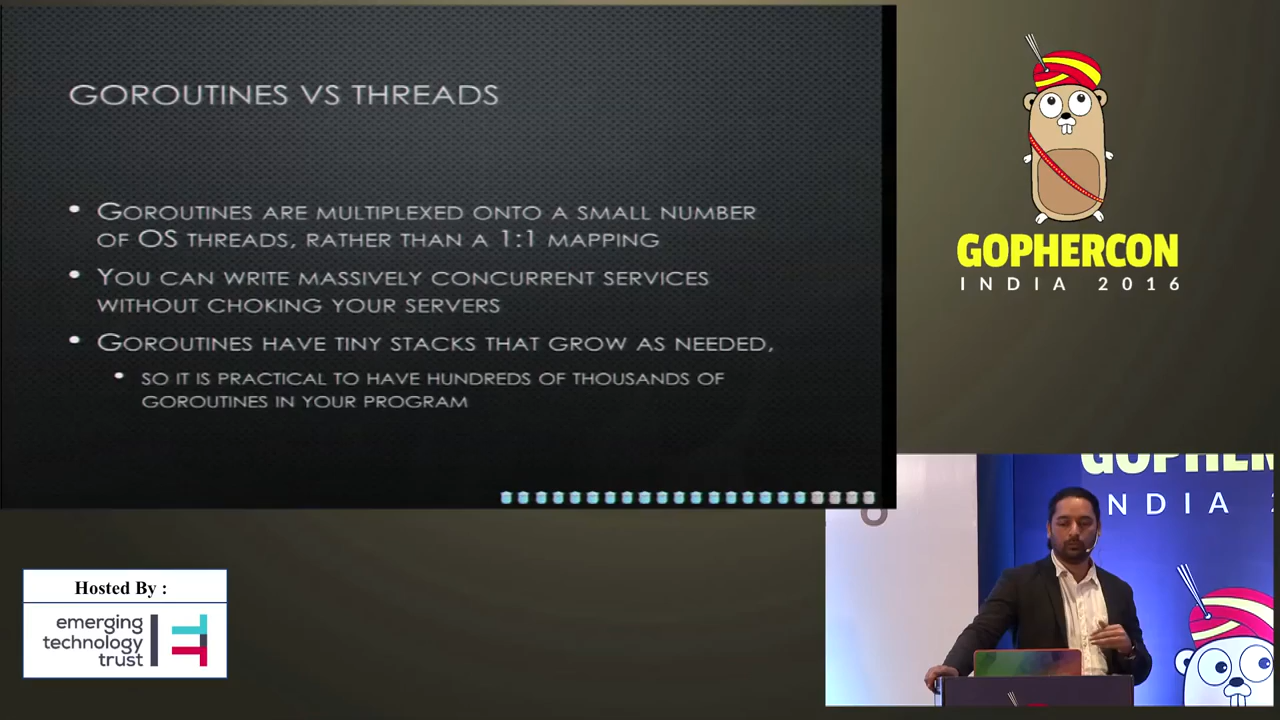 GOROUTINES VS THREADS
• GOROUTINES ARE MULTIPLEXED ONTO A SMALL NUMBER
OF OS THREADS, RATHER THAN A 1:1 MAPPING
• YOU CAN WRITE MASSIVELY CONCURRENT SERVICES
WITHOUT CHOKING YOUR SERVERS
• GOROUTINES HAVE TINY STACKS THAT GROW AS NEEDED,
• SO IT IS PRACTICAL TO HAVE HUNDREDS OF THOUSANDS OF
GOROUTINES IN YOUR PROGRAM
GOPHERCON
INDIA 2016
Hosted By :
emerging
technology
trust
NDIA